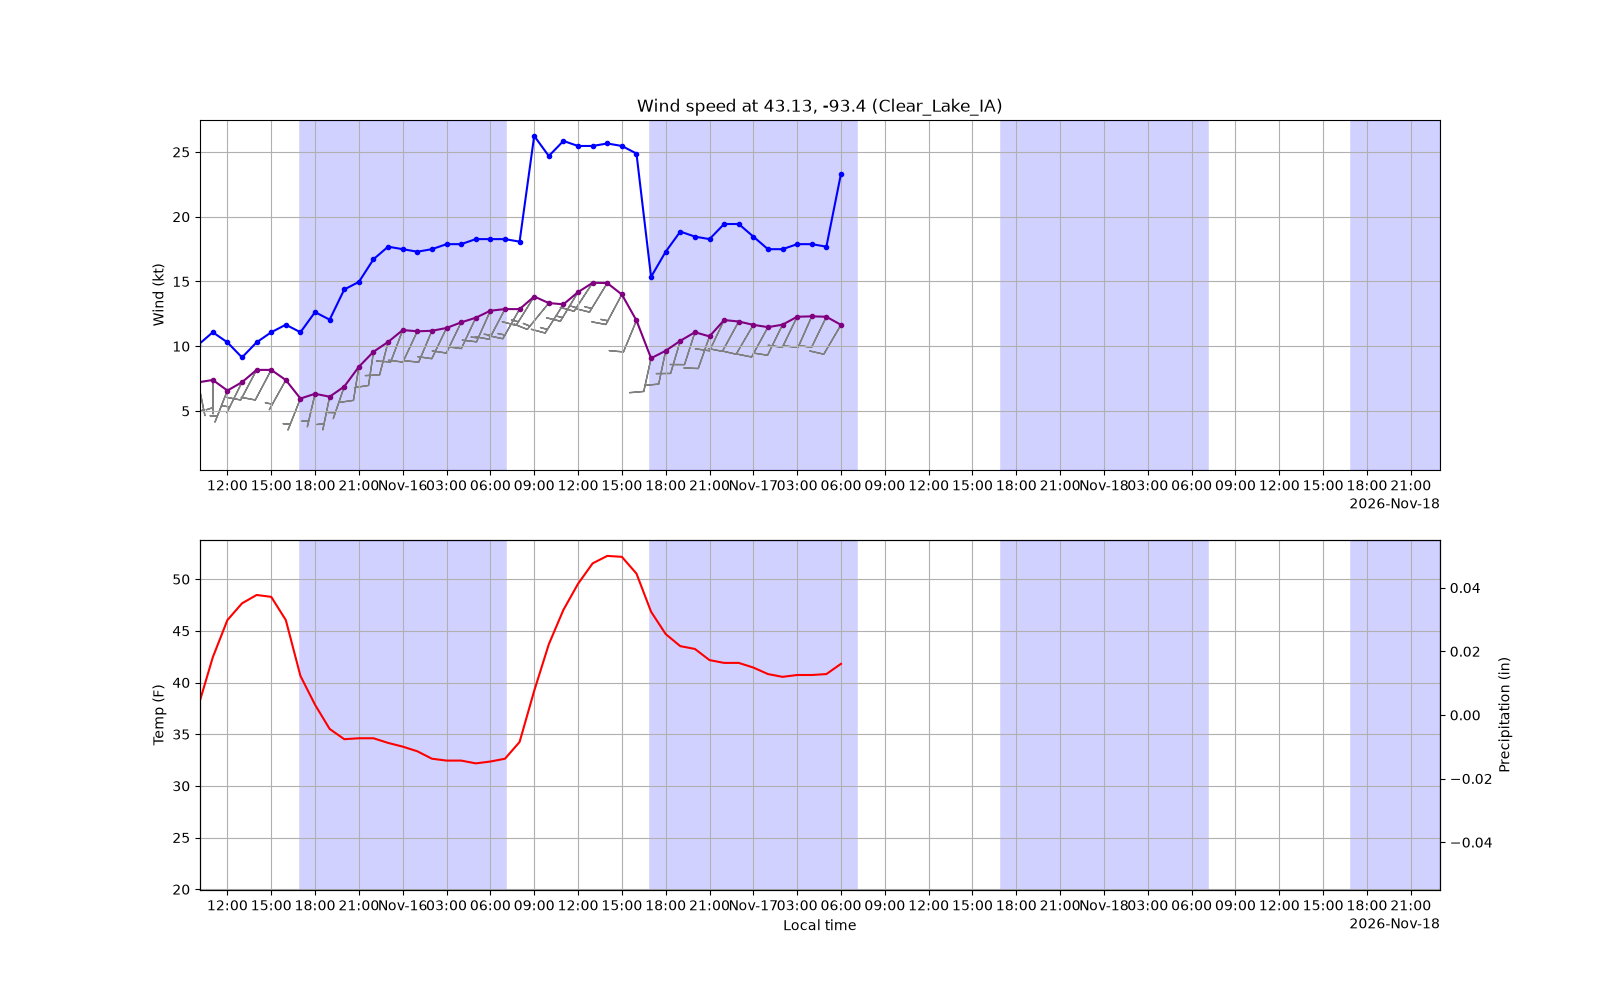 Wind speed at 43.13, -93.4 (Clear_Lake_IA)
Wind (kt)
25
20
15
10
5
12:00 15:00 18:00 21:00 Nov-16 03:00 06:00 09:00 12:00 15:00 18:00 21:00 Nov-17 03:00 06:00 09:00 12:00 15:00 18:00 21:00 Nov-18 03:00 06:00 09:00 12:00 15:00 18:00 21:00
2026-Nov-18
Temp (F)
50
45
40
35
30
25
20
0.04
0.02
0.00
−0.02
−0.04
Precipitation (in)
12:00 15:00 18:00 21:00 Nov-16 03:00 06:00 09:00 12:00 15:00 18:00 21:00 Nov-17 03:00 06:00 09:00 12:00 15:00 18:00 21:00 Nov-18 03:00 06:00 09:00 12:00 15:00 18:00 21:00
Local time
2026-Nov-18